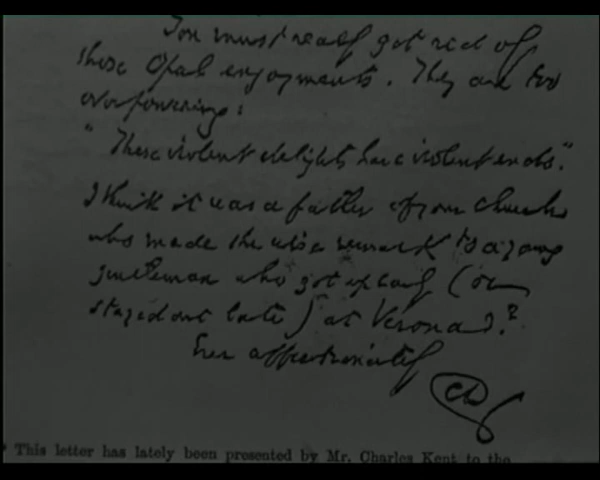 You must really get rid of
those Opal enjoyments. They are too
overpowering:
"These violent delights have violent ends."
I think it was a father of your church
who made the wise remark to a young
gentleman who got up early (or
stayed out late) at Verona?
Ever affectionately
CD
* This letter has lately been presented by Mr. Charles Kent to the